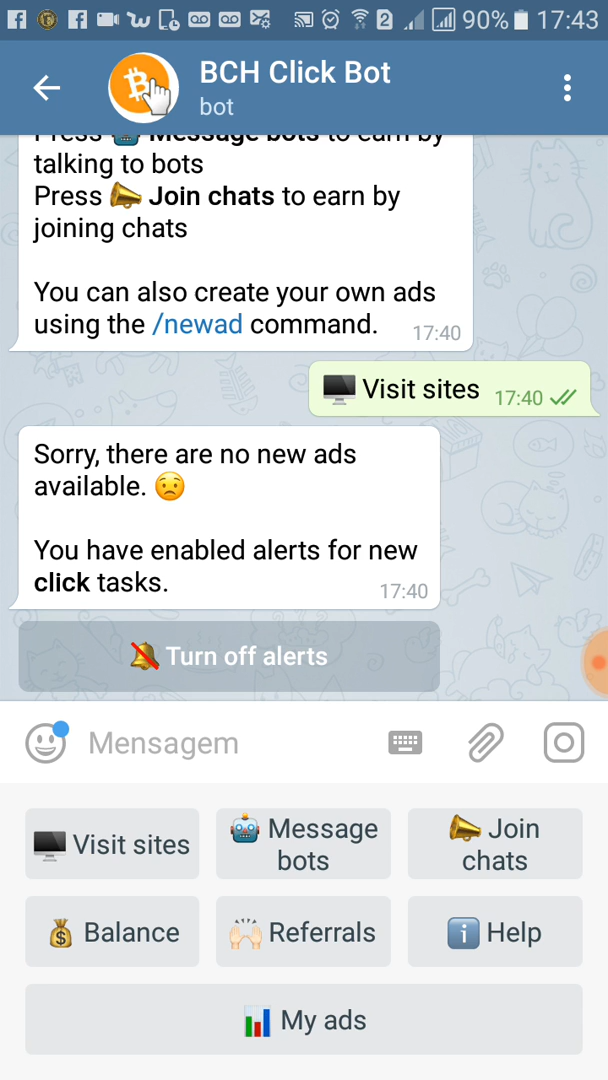 90% 17:43
BCH Click Bot
bot
Press Message bots to earn by
talking to bots
Press Join chats to earn by
joining chats
You can also create your own ads
using the /newad command. 17:40
Visit sites 17:40
Sorry, there are no new ads
available.
You have enabled alerts for new
click tasks. 17:40
Turn off alerts
Mensagem
Visit sites
Message
bots
Join
chats
Balance
Referrals
Help
My ads